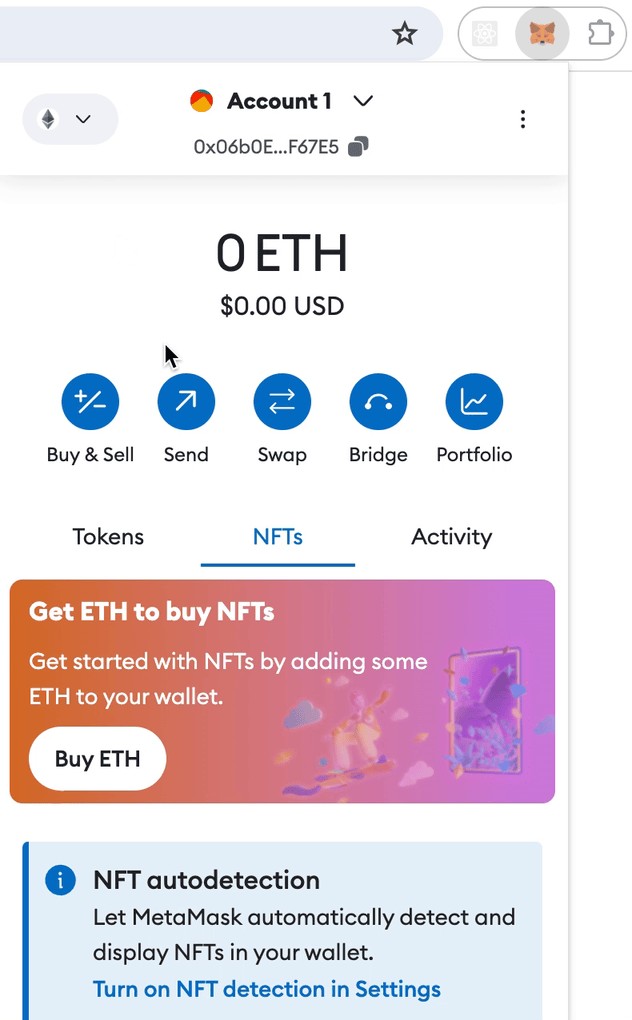 Account 1
0x06b0E...F67E5
0 ETH
$0.00 USD
Buy & Sell Send Swap Bridge Portfolio
Tokens NFTs Activity
Get ETH to buy NFTs
Get started with NFTs by adding some
ETH to your wallet.
Buy ETH
NFT autodetection
Let MetaMask automatically detect and
display NFTs in your wallet.
Turn on NFT detection in Settings